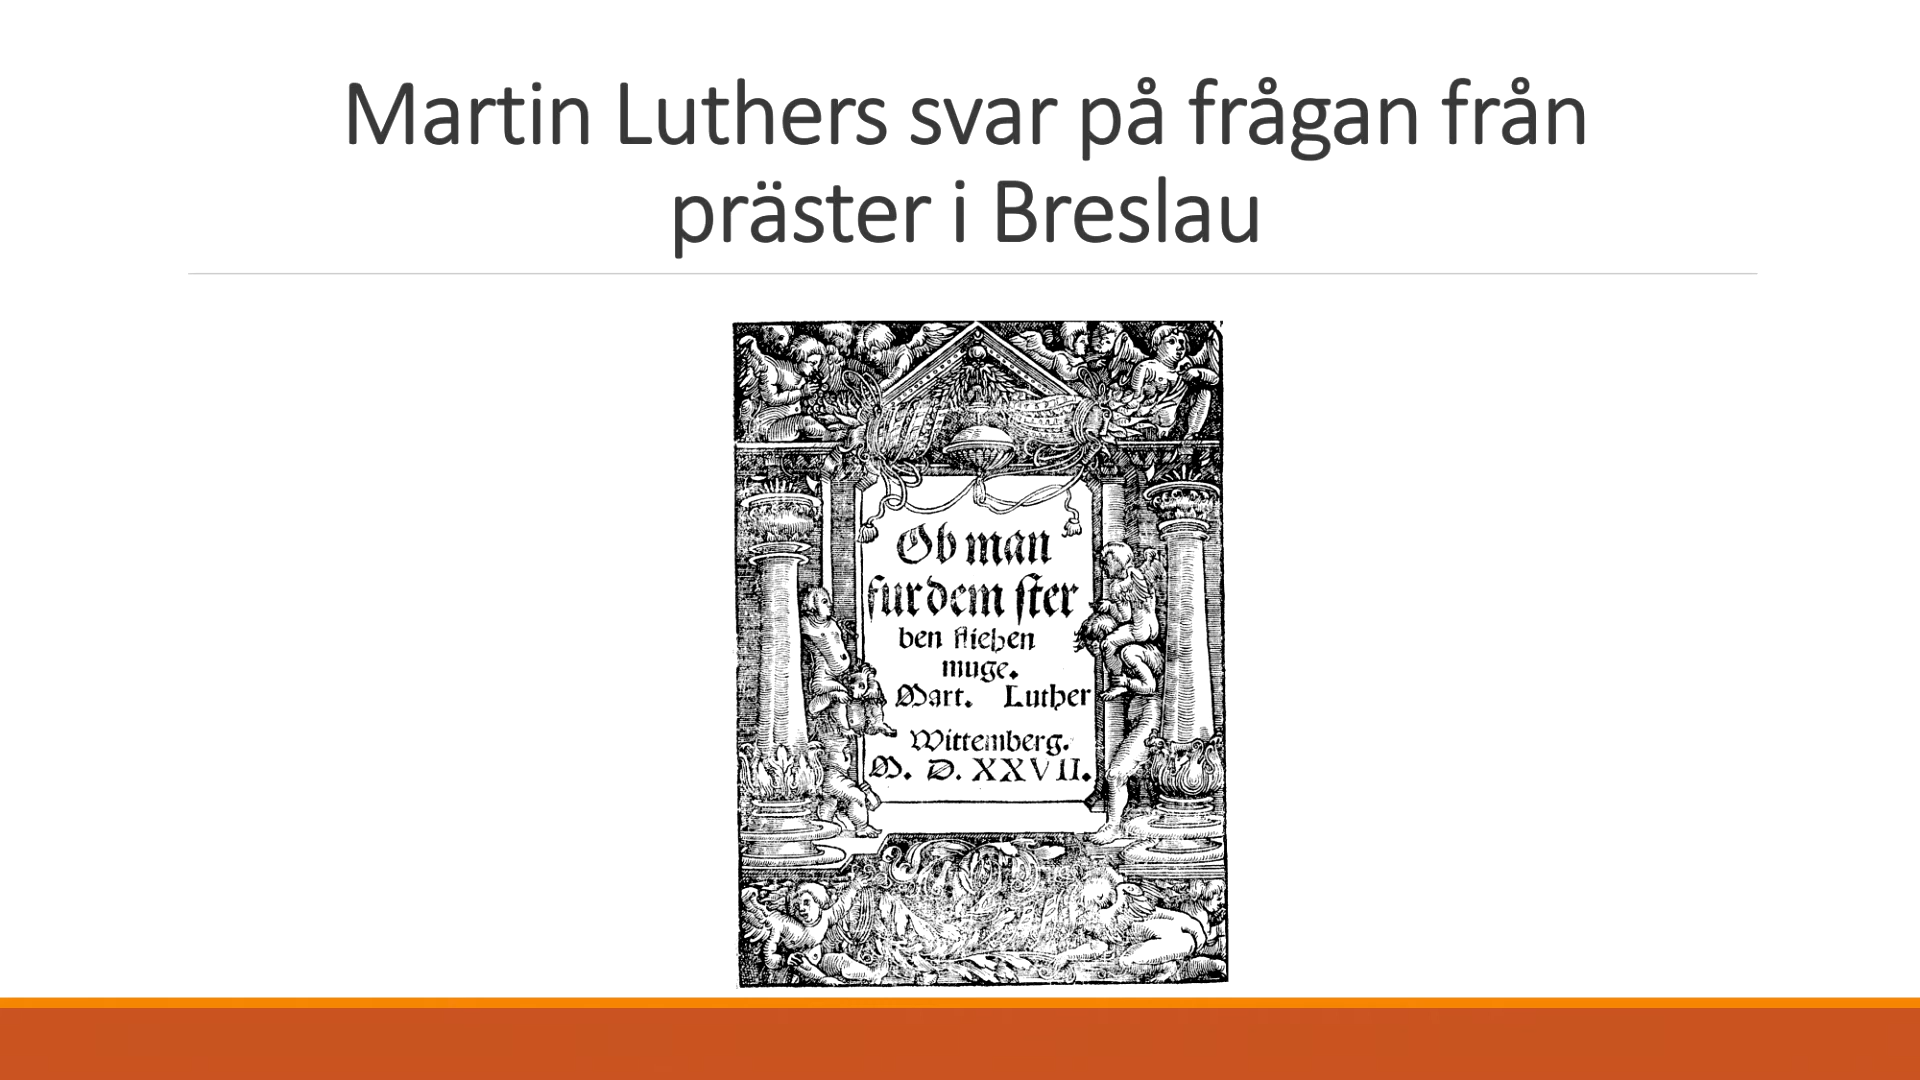 Martin Luthers svar på frågan från
präster i Breslau
Ob man
fur dem ster
ben fliehen
muge.
Mart. Luther
Wittemberg.
M. D. XXVII.